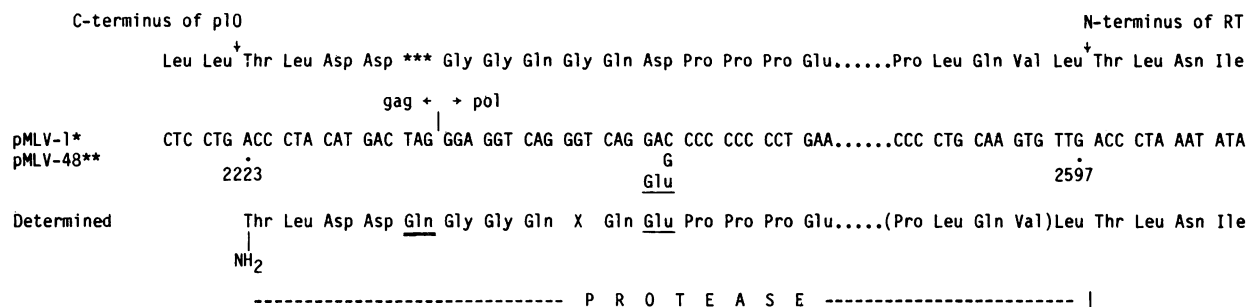 C-terminus of p10 N-terminus of RT
Leu Leu Thr Leu Asp Asp *** Gly Gly Gln Gly Gln Asp Pro Pro Pro Glu......Pro Leu Gln Val Leu Thr Leu Asn Ile
gag ← → pol
pMLV-1* CTC CTG ACC CTA CAT GAC TAG GGA GGT CAG GGT CAG GAC CCC CCC CCT GAA......CCC CTG CAA GTG TTG ACC CTA AAT ATA
pMLV-48** G
2223 Glu 2597
Determined Thr Leu Asp Asp Gln Gly Gly Gln X Gln Glu Pro Pro Pro Glu.....(Pro Leu Gln Val)Leu Thr Leu Asn Ile
NH2
---------------------------- P R O T E A S E ----------------------- |